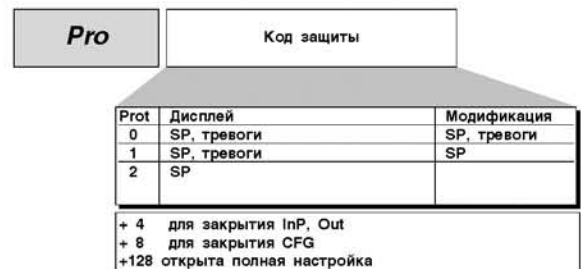 Pro Код защиты
Prot Дисплей Модификация
0 SP, тревоги SP, тревоги
1 SP, тревоги SP
2 SP
+ 4 для закрытия InP, Out
+ 8 для закрытия CFG
+128 открыта полная настройка